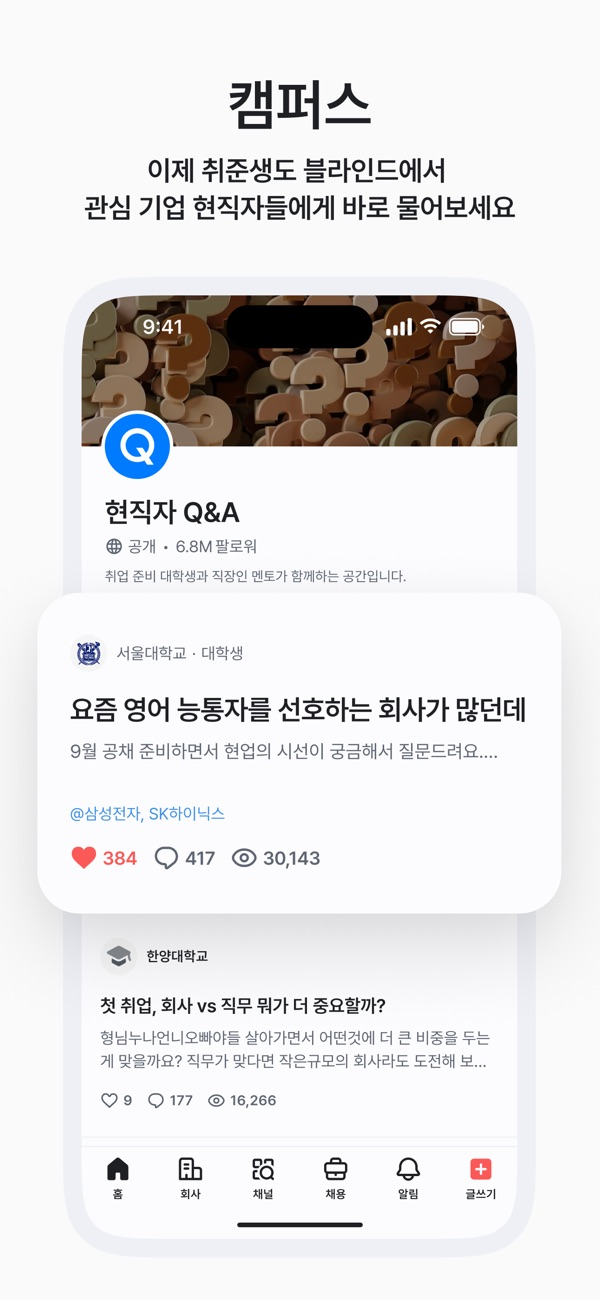 캠퍼스
이제 취준생도 블라인드에서
관심 기업 현직자들에게 바로 물어보세요
9:41
Q
현직자 Q&A
공개 • 6.8M 팔로워
취업 준비 대학생과 직장인 멘토가 함께하는 공간입니다.
서울대학교 · 대학생
요즘 영어 능통자를 선호하는 회사가 많던데
9월 공채 준비하면서 현업의 시선이 궁금해서 질문드려요....
@삼성전자, SK하이닉스
384 417 30,143
한양대학교
첫 취업, 회사 vs 직무 뭐가 더 중요할까?
형님누나언니오빠야들 살아가면서 어떤것에 더 큰 비중을 두는
게 맞을까요? 직무가 맞다면 작은규모의 회사라도 도전해 보...
9 177 16,266
홈 회사 채널 채용 알림 글쓰기